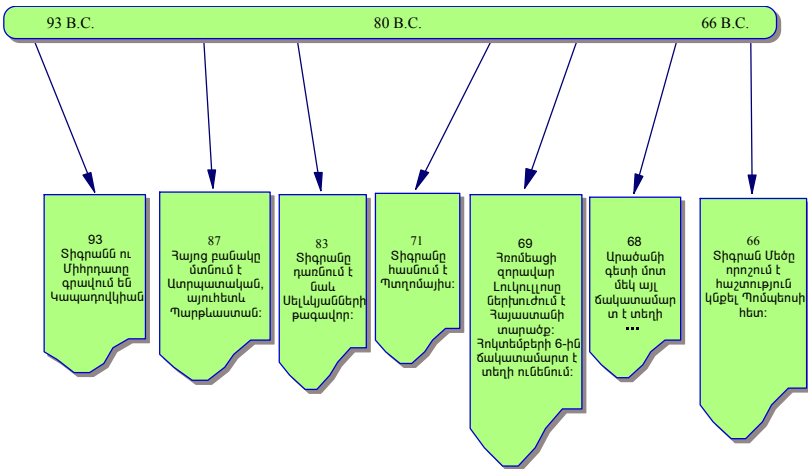 93 B.C. 80 B.C. 66 B.C.
93
Տիգրանն ու
Միհրդատը
գրավում են
Կապադովկիան
87
Հայոց բանակը
մտնում է
Ատրպատական,
այուհետև
Պարթևաստան:
83
Տիգրանը
դառնում է
նաև
Սելևկյանների
թագավոր:
71
Տիգրանը
հասնում է
Պտղոմայիս:
69
Հռոմեացի
զորավար
Լուկուլլոսը
ներխուժում է
Հայաստանի
տարածք:
Հոկտեմբերի 6-ին
ճակատամարտ է
տեղի ունենում:
68
Արածանի
գետի մոտ
մեկ այլ
ճակատամար
տ է տեղի
...
66
Տիգրան Մեծը
որոշում է
հաշտություն
կնքել Պոմպեոսի
հետ: